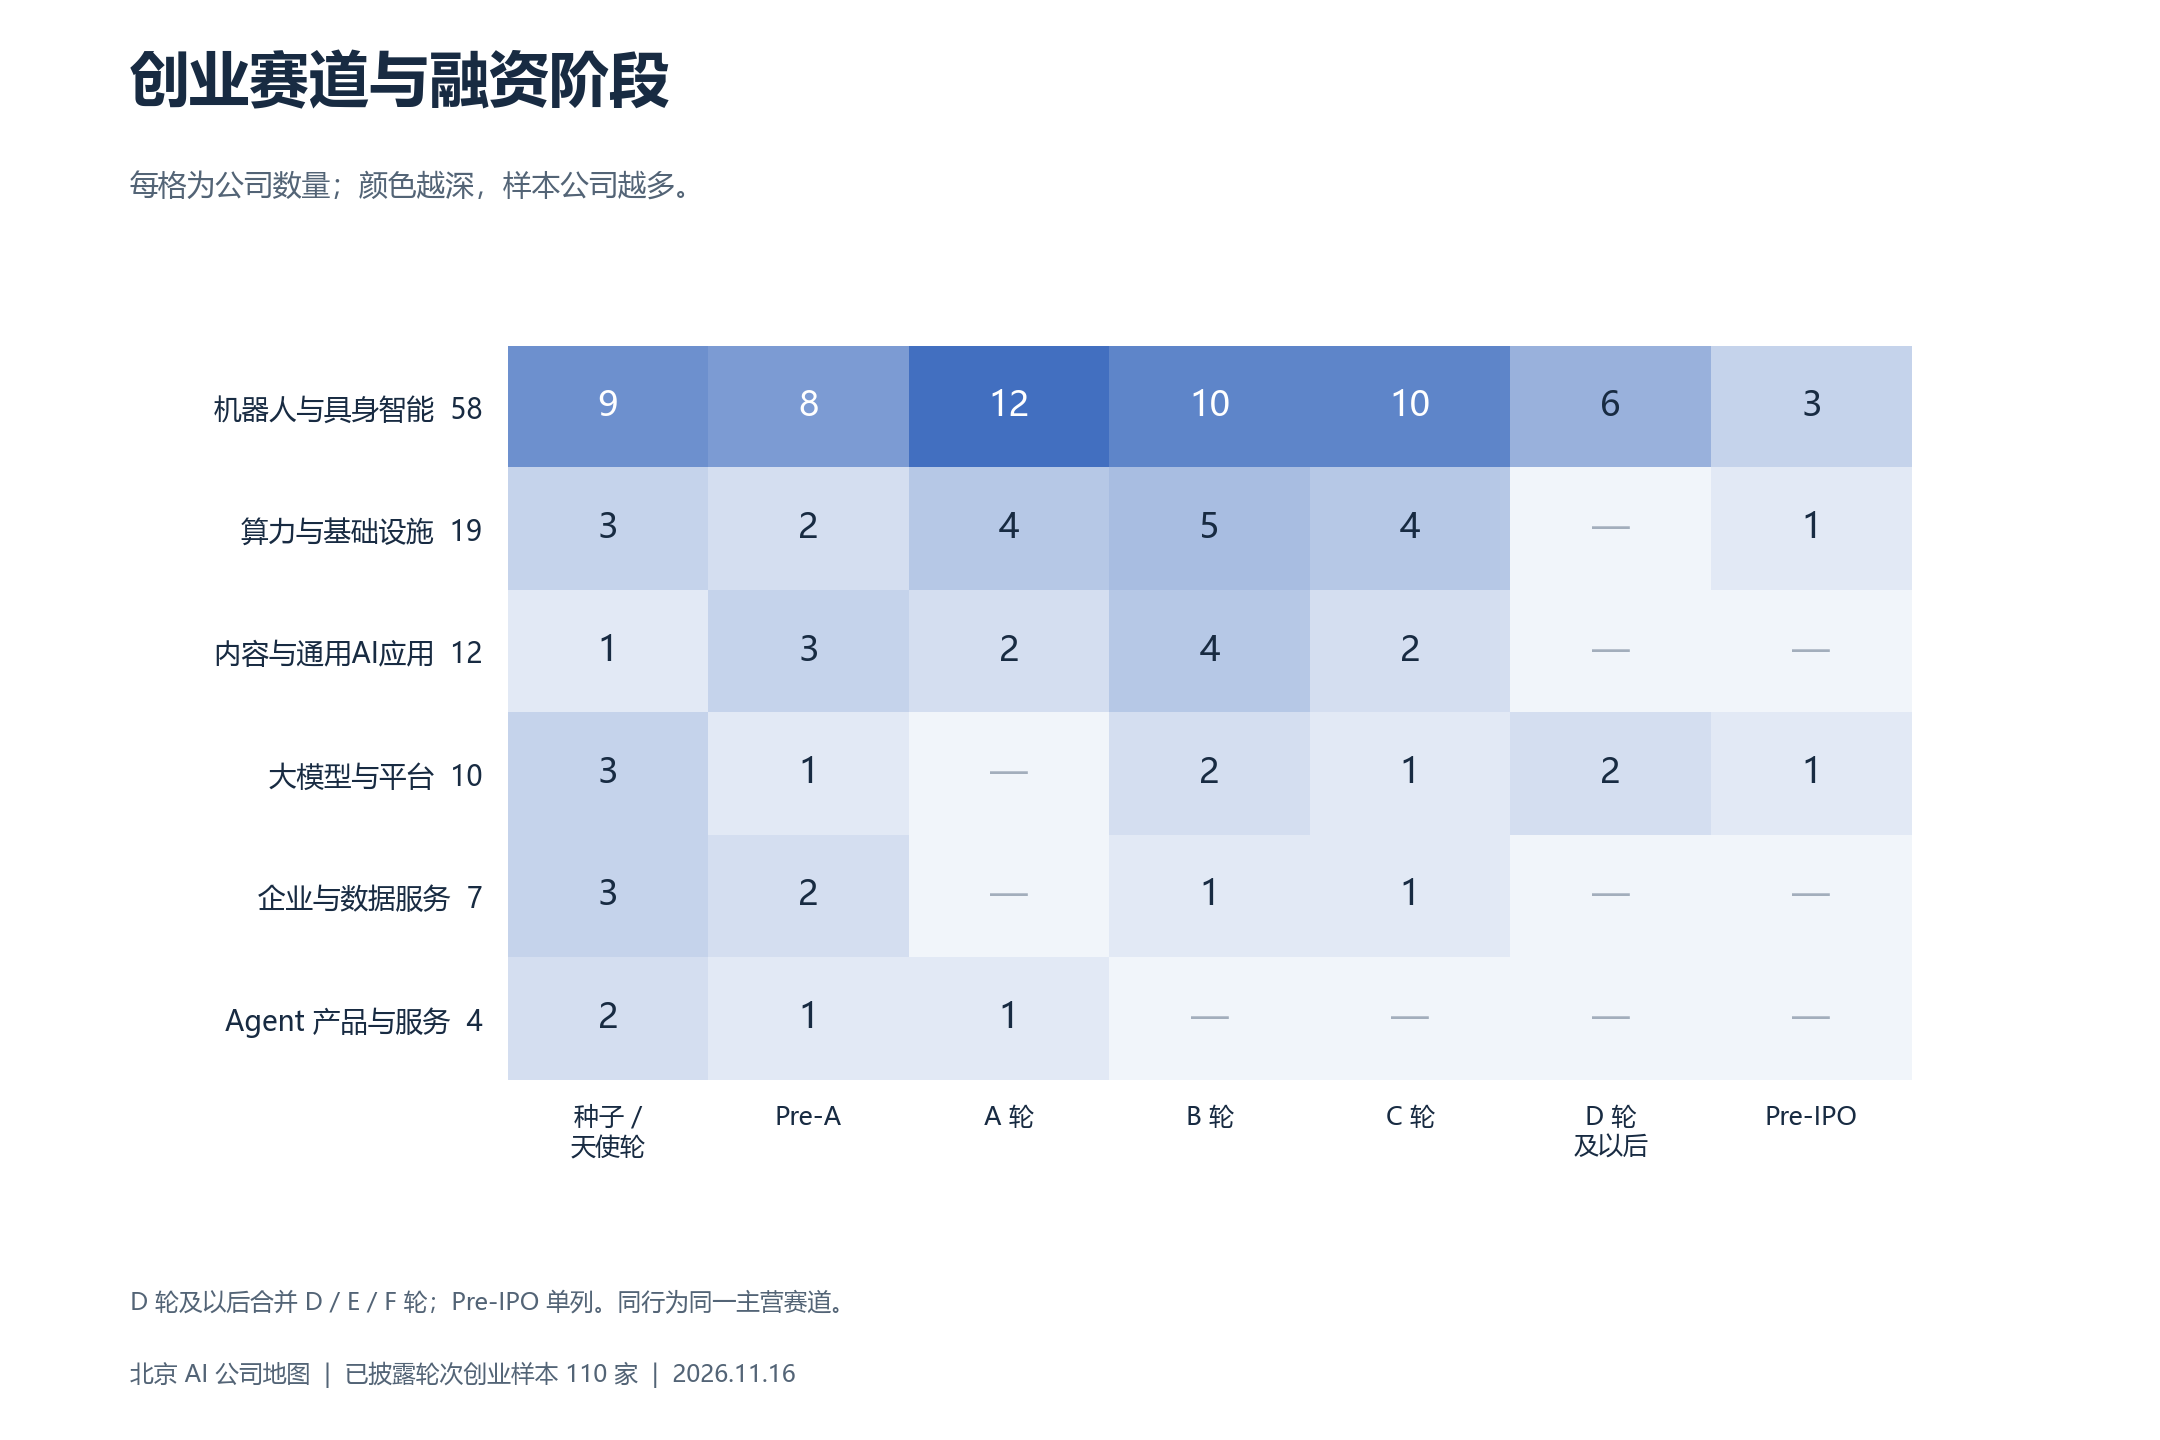 创业赛道与融资阶段
每格为公司数量；颜色越深，样本公司越多。
机器人与具身智能 58 9 8 12 10 10 6 3
算力与基础设施 19 3 2 4 5 4 — 1
内容与通用AI应用 12 1 3 2 4 2 — —
大模型与平台 10 3 1 — 2 1 2 1
企业与数据服务 7 3 2 — 1 1 — —
Agent 产品与服务 4 2 1 1 — — — —
种子 / Pre-A A 轮 B 轮 C 轮 D 轮 Pre-IPO
天使轮 及以后
D 轮及以后合并 D / E / F 轮；Pre-IPO 单列。同行为同一主营赛道。
北京 AI 公司地图 | 已披露轮次创业样本 110 家 | 2026.11.16